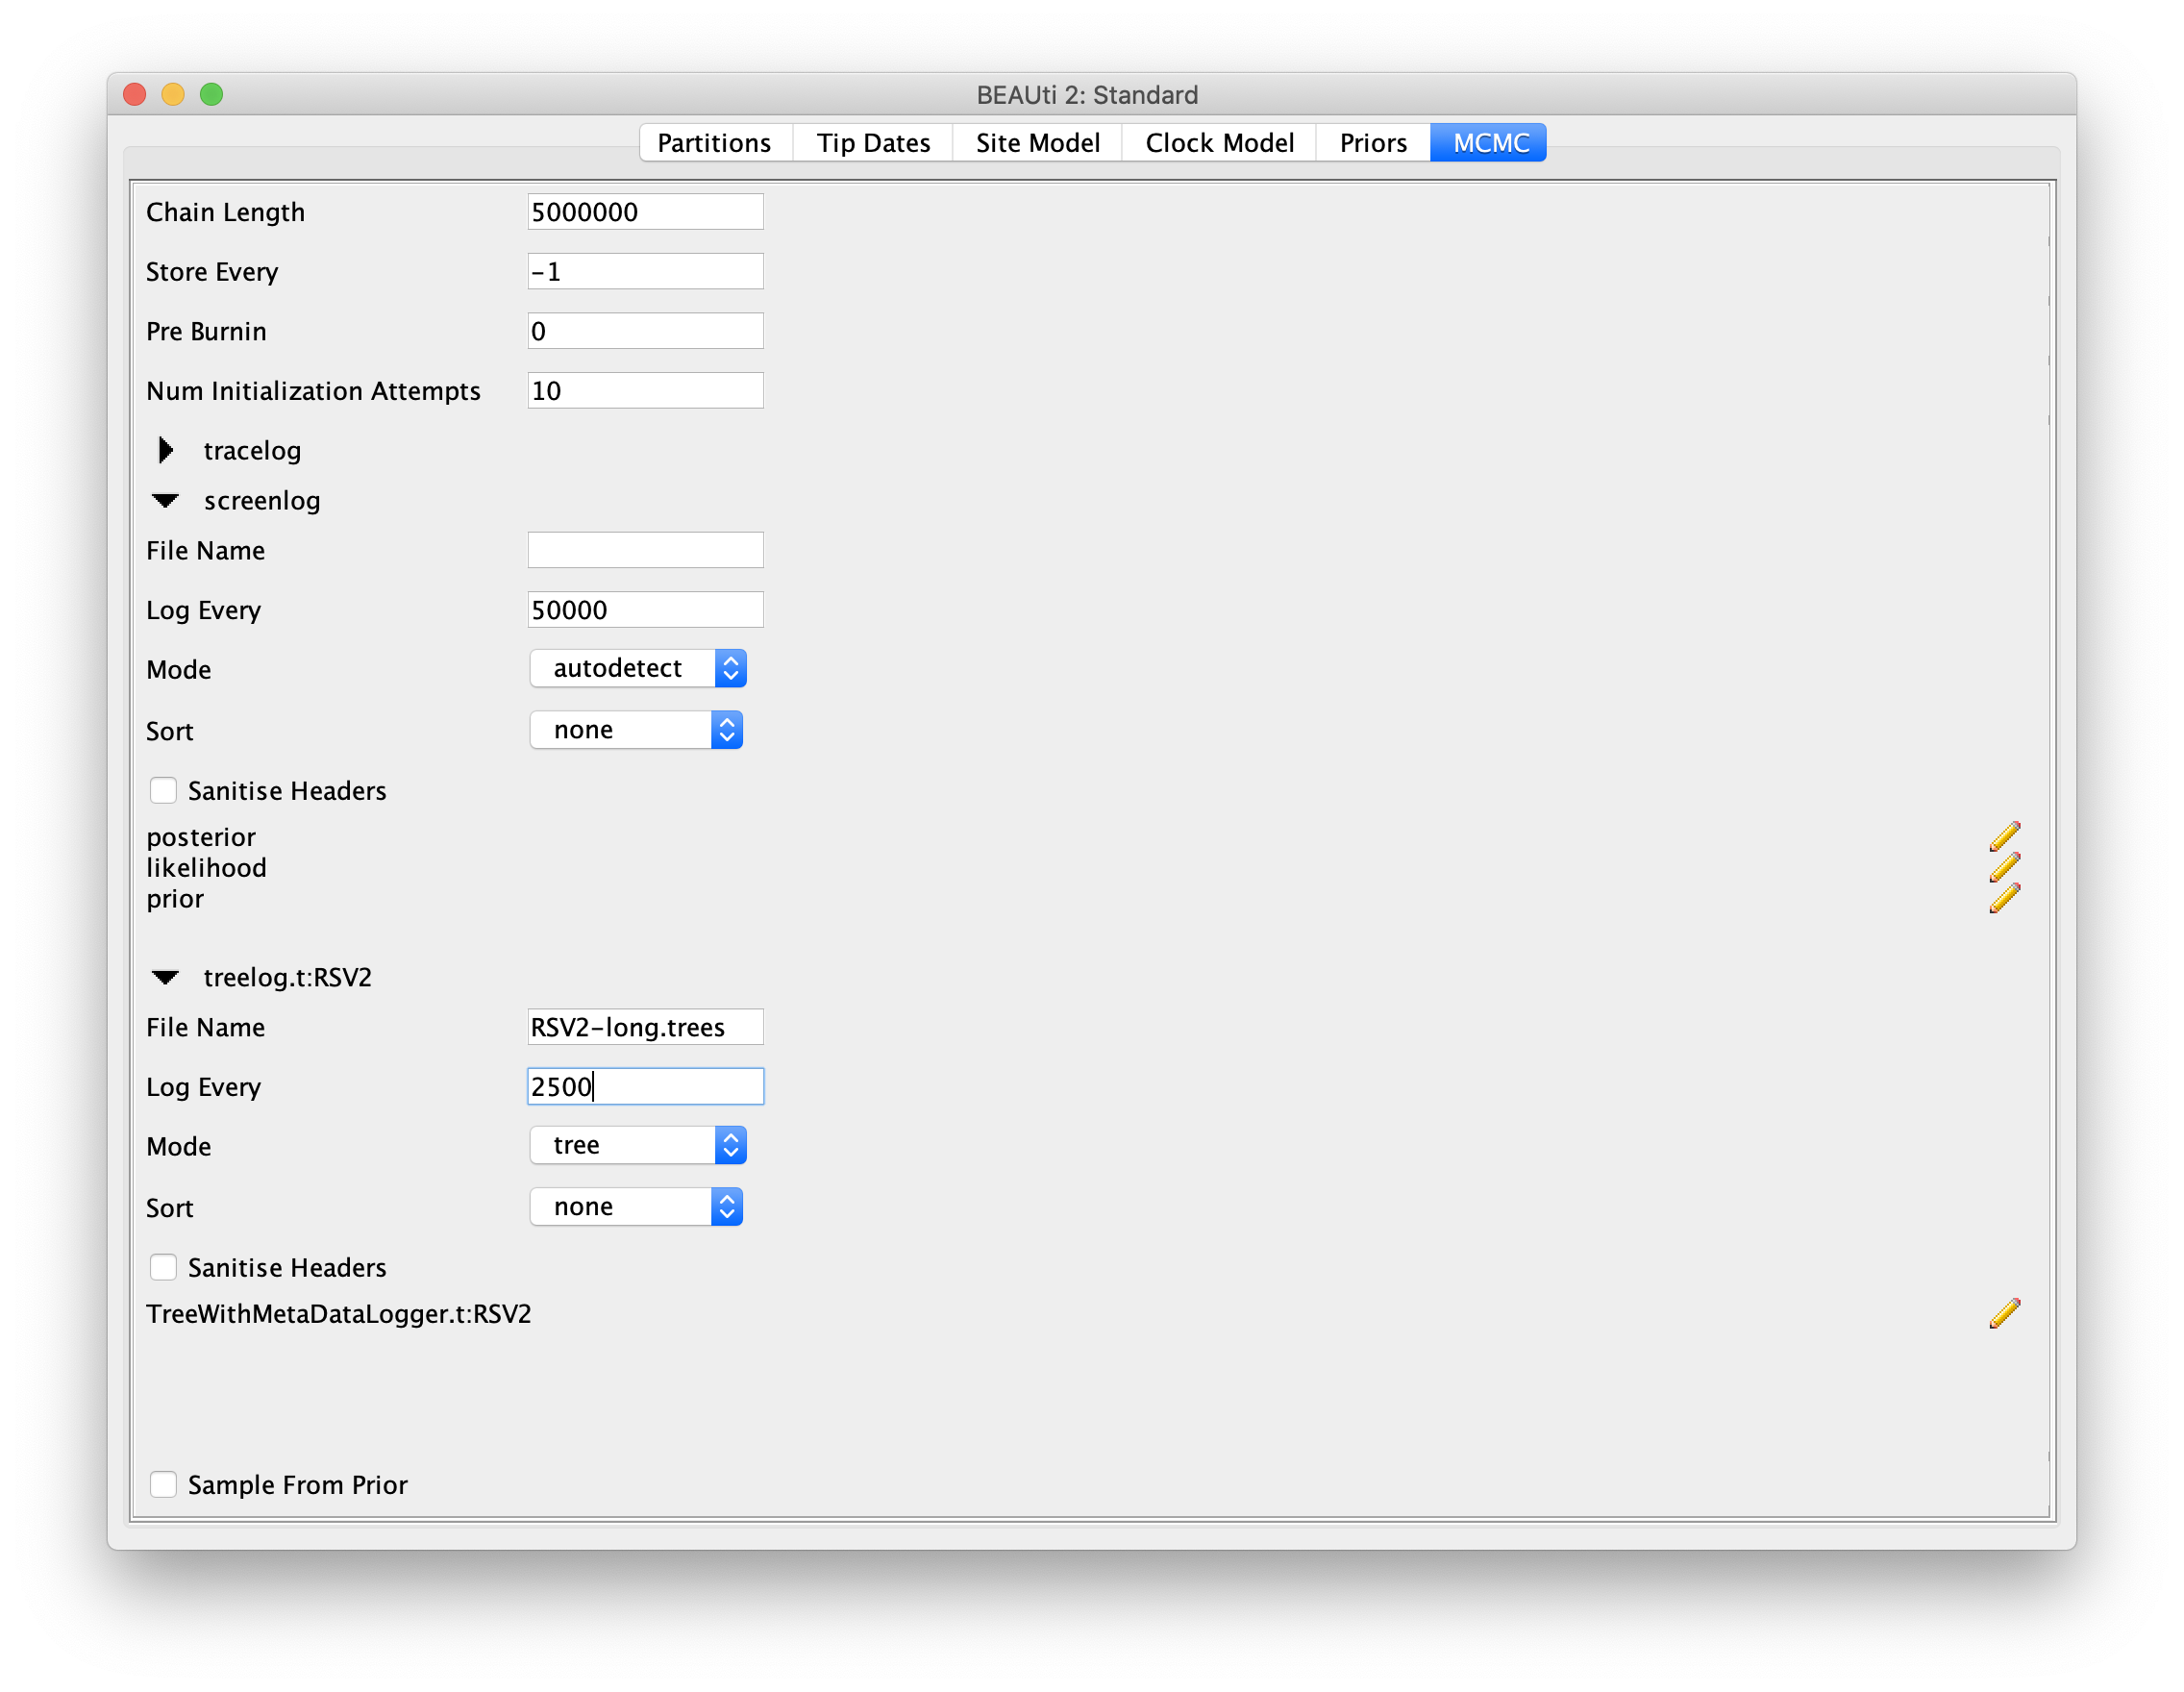 BEAUti 2: Standard
Partitions Tip Dates Site Model Clock Model Priors MCMC
Chain Length 5000000
Store Every -1
Pre Burnin 0
Num Initialization Attempts 10
tracelog
screenlog
File Name
Log Every 50000
Mode autodetect
Sort none
Sanitise Headers
posterior
likelihood
prior
treelog.t:RSV2
File Name RSV2-long.trees
Log Every 2500
Mode tree
Sort none
Sanitise Headers
TreeWithMetaDataLogger.t:RSV2
Sample From Prior